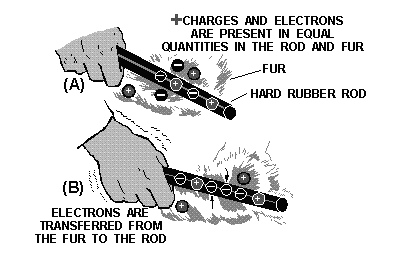 +CHARGES AND ELECTRONS
ARE PRESENT IN EQUAL
QUANTITIES IN THE ROD AND FUR
FUR
(A)
HARD RUBBER ROD
(B)
ELECTRONS ARE
TRANSFERRED FROM
THE FUR TO THE ROD